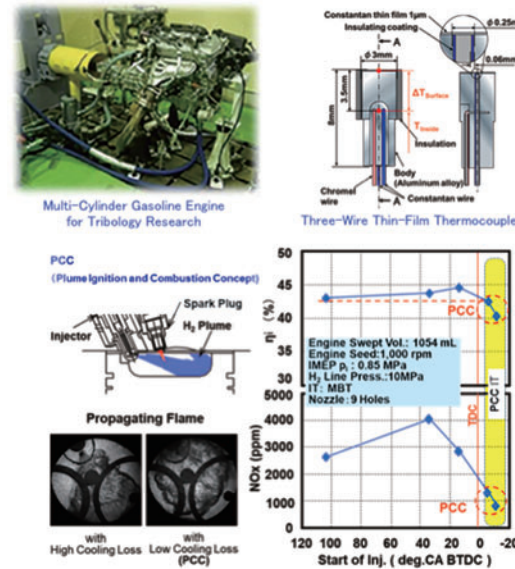 Multi-Cylinder Gasoline Engine
for Tribology Research
Constantan thin film 1μm
Insulating coating
A
φ0.25mm
φ3mm
0.06mm
3.5mm
8mm
ΔTSurface
TInside
Insulation
Body
(Aluminum alloy)
Chromel
wire
A
Constantan wire
Three-Wire Thin-Film Thermocouple
PCC
(Plume Ignition and Combustion Concept)
Spark Plug
H2 Plume
Injector
Propagating Flame
with
High Cooling Loss
with
Low Cooling Loss
(PCC)
50
45
40
35
30
ηi (%)
PCC
Engine Swept Vol.: 1054 mL
Engine Seed:1,000 rpm
IMEP pi : 0.85 MPa
H2 Line Press.:10MPa
IT: MBT
Nozzle: 9 Holes
TDC
PCC IT
5000
4000
3000
2000
1000
0
NOx (ppm)
PCC
120 100 80 60 40 20 0 -20
Start of Inj. ( deg.CA BTDC)